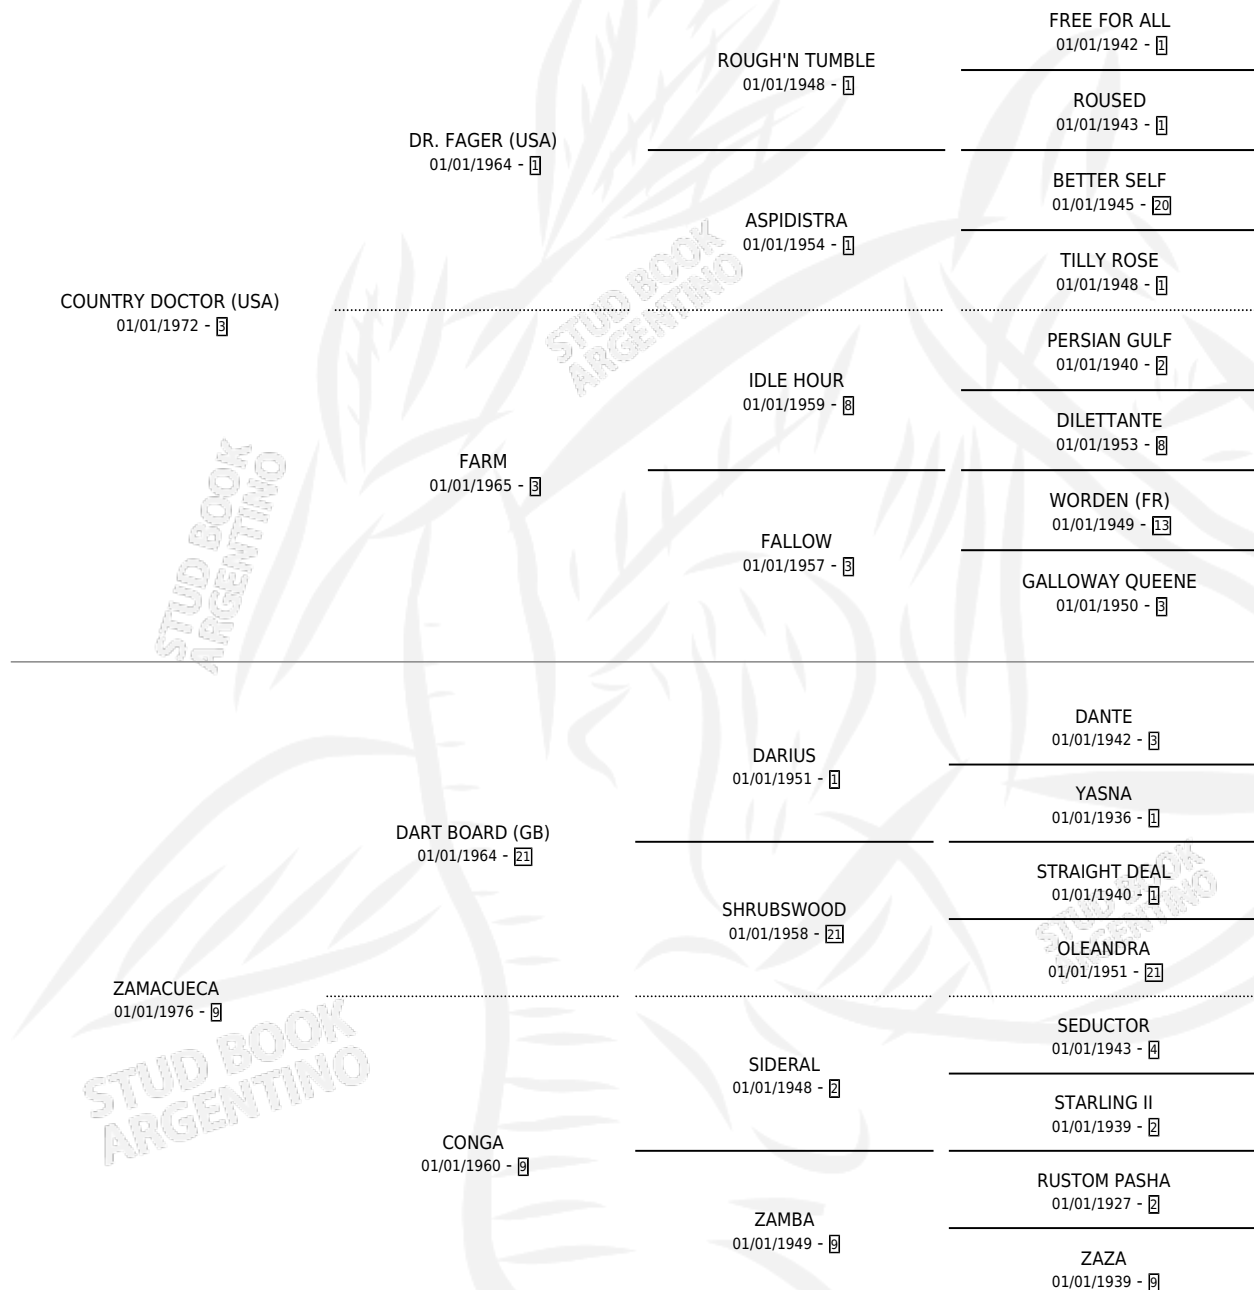 FREE FOR ALL
01/01/1942 - 1
ROUGH'N TUMBLE
01/01/1948 - 1
ROUSED
01/01/1943 - 1
DR. FAGER (USA)
01/01/1964 - 1
BETTER SELF
01/01/1945 - 20
ASPIDISTRA
01/01/1954 - 1
TILLY ROSE
01/01/1948 - 1
COUNTRY DOCTOR (USA)
01/01/1972 - 3
PERSIAN GULF
01/01/1940 - 2
IDLE HOUR
01/01/1959 - 8
DILETTANTE
01/01/1953 - 8
FARM
01/01/1965 - 3
WORDEN (FR)
01/01/1949 - 13
FALLOW
01/01/1957 - 3
GALLOWAY QUEENE
01/01/1950 - 3
DANTE
01/01/1942 - 3
DARIUS
01/01/1951 - 1
YASNA
01/01/1936 - 1
DART BOARD (GB)
01/01/1964 - 21
STRAIGHT DEAL
01/01/1940 - 1
SHRUBSWOOD
01/01/1958 - 21
OLEANDRA
01/01/1951 - 21
ZAMACUECA
01/01/1976 - 9
SEDUCTOR
01/01/1943 - 4
SIDERAL
01/01/1948 - 2
STARLING II
01/01/1939 - 2
CONGA
01/01/1960 - 9
RUSTOM PASHA
01/01/1927 - 2
ZAMBA
01/01/1949 - 9
ZAZA
01/01/1939 - 9
STUD BOOK
ARGENTINO
STUD BOOK
ARGENTINO
STUD BOOK
ARGENTINO
STUD BOOK
ARGENTINO